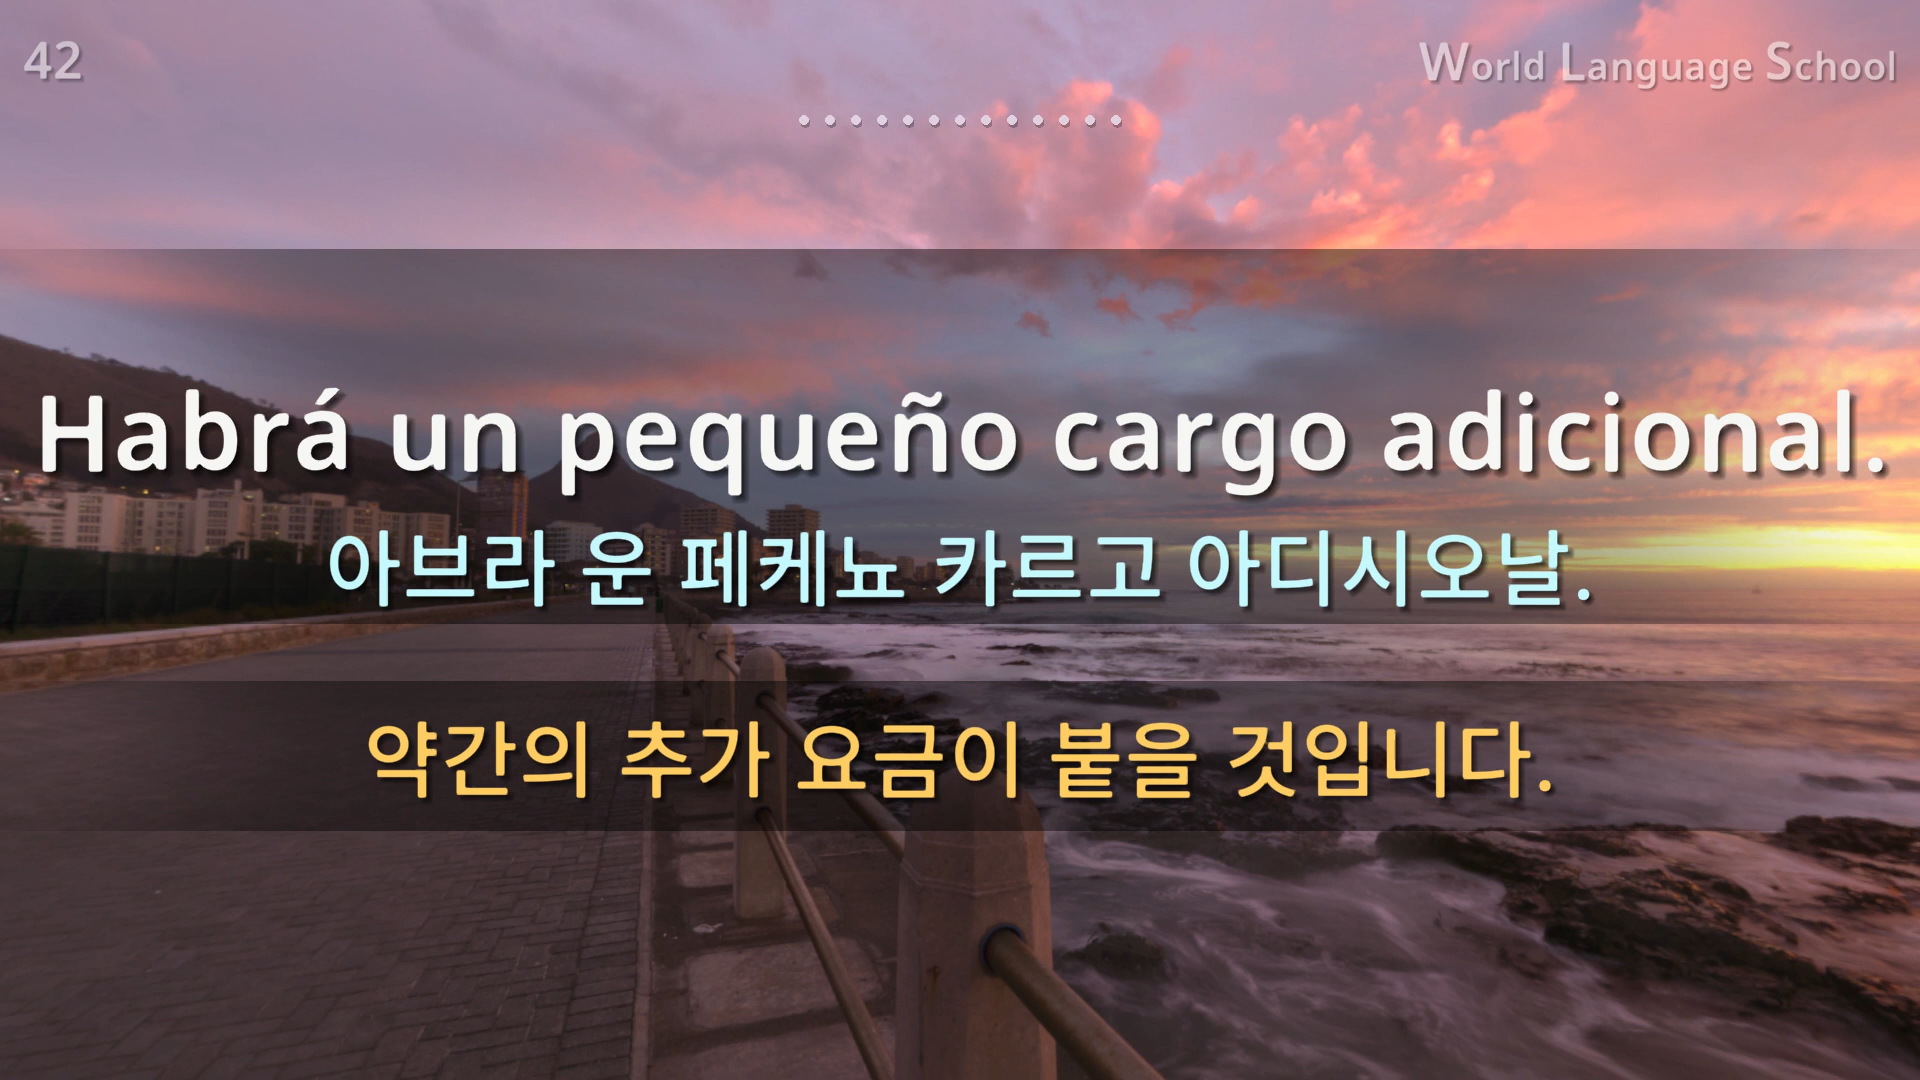 42
World Language School
Habrá un pequeño cargo adicional.
아브라 운 페케뇨 카르고 아디시오날.
약간의 추가 요금이 붙을 것입니다.